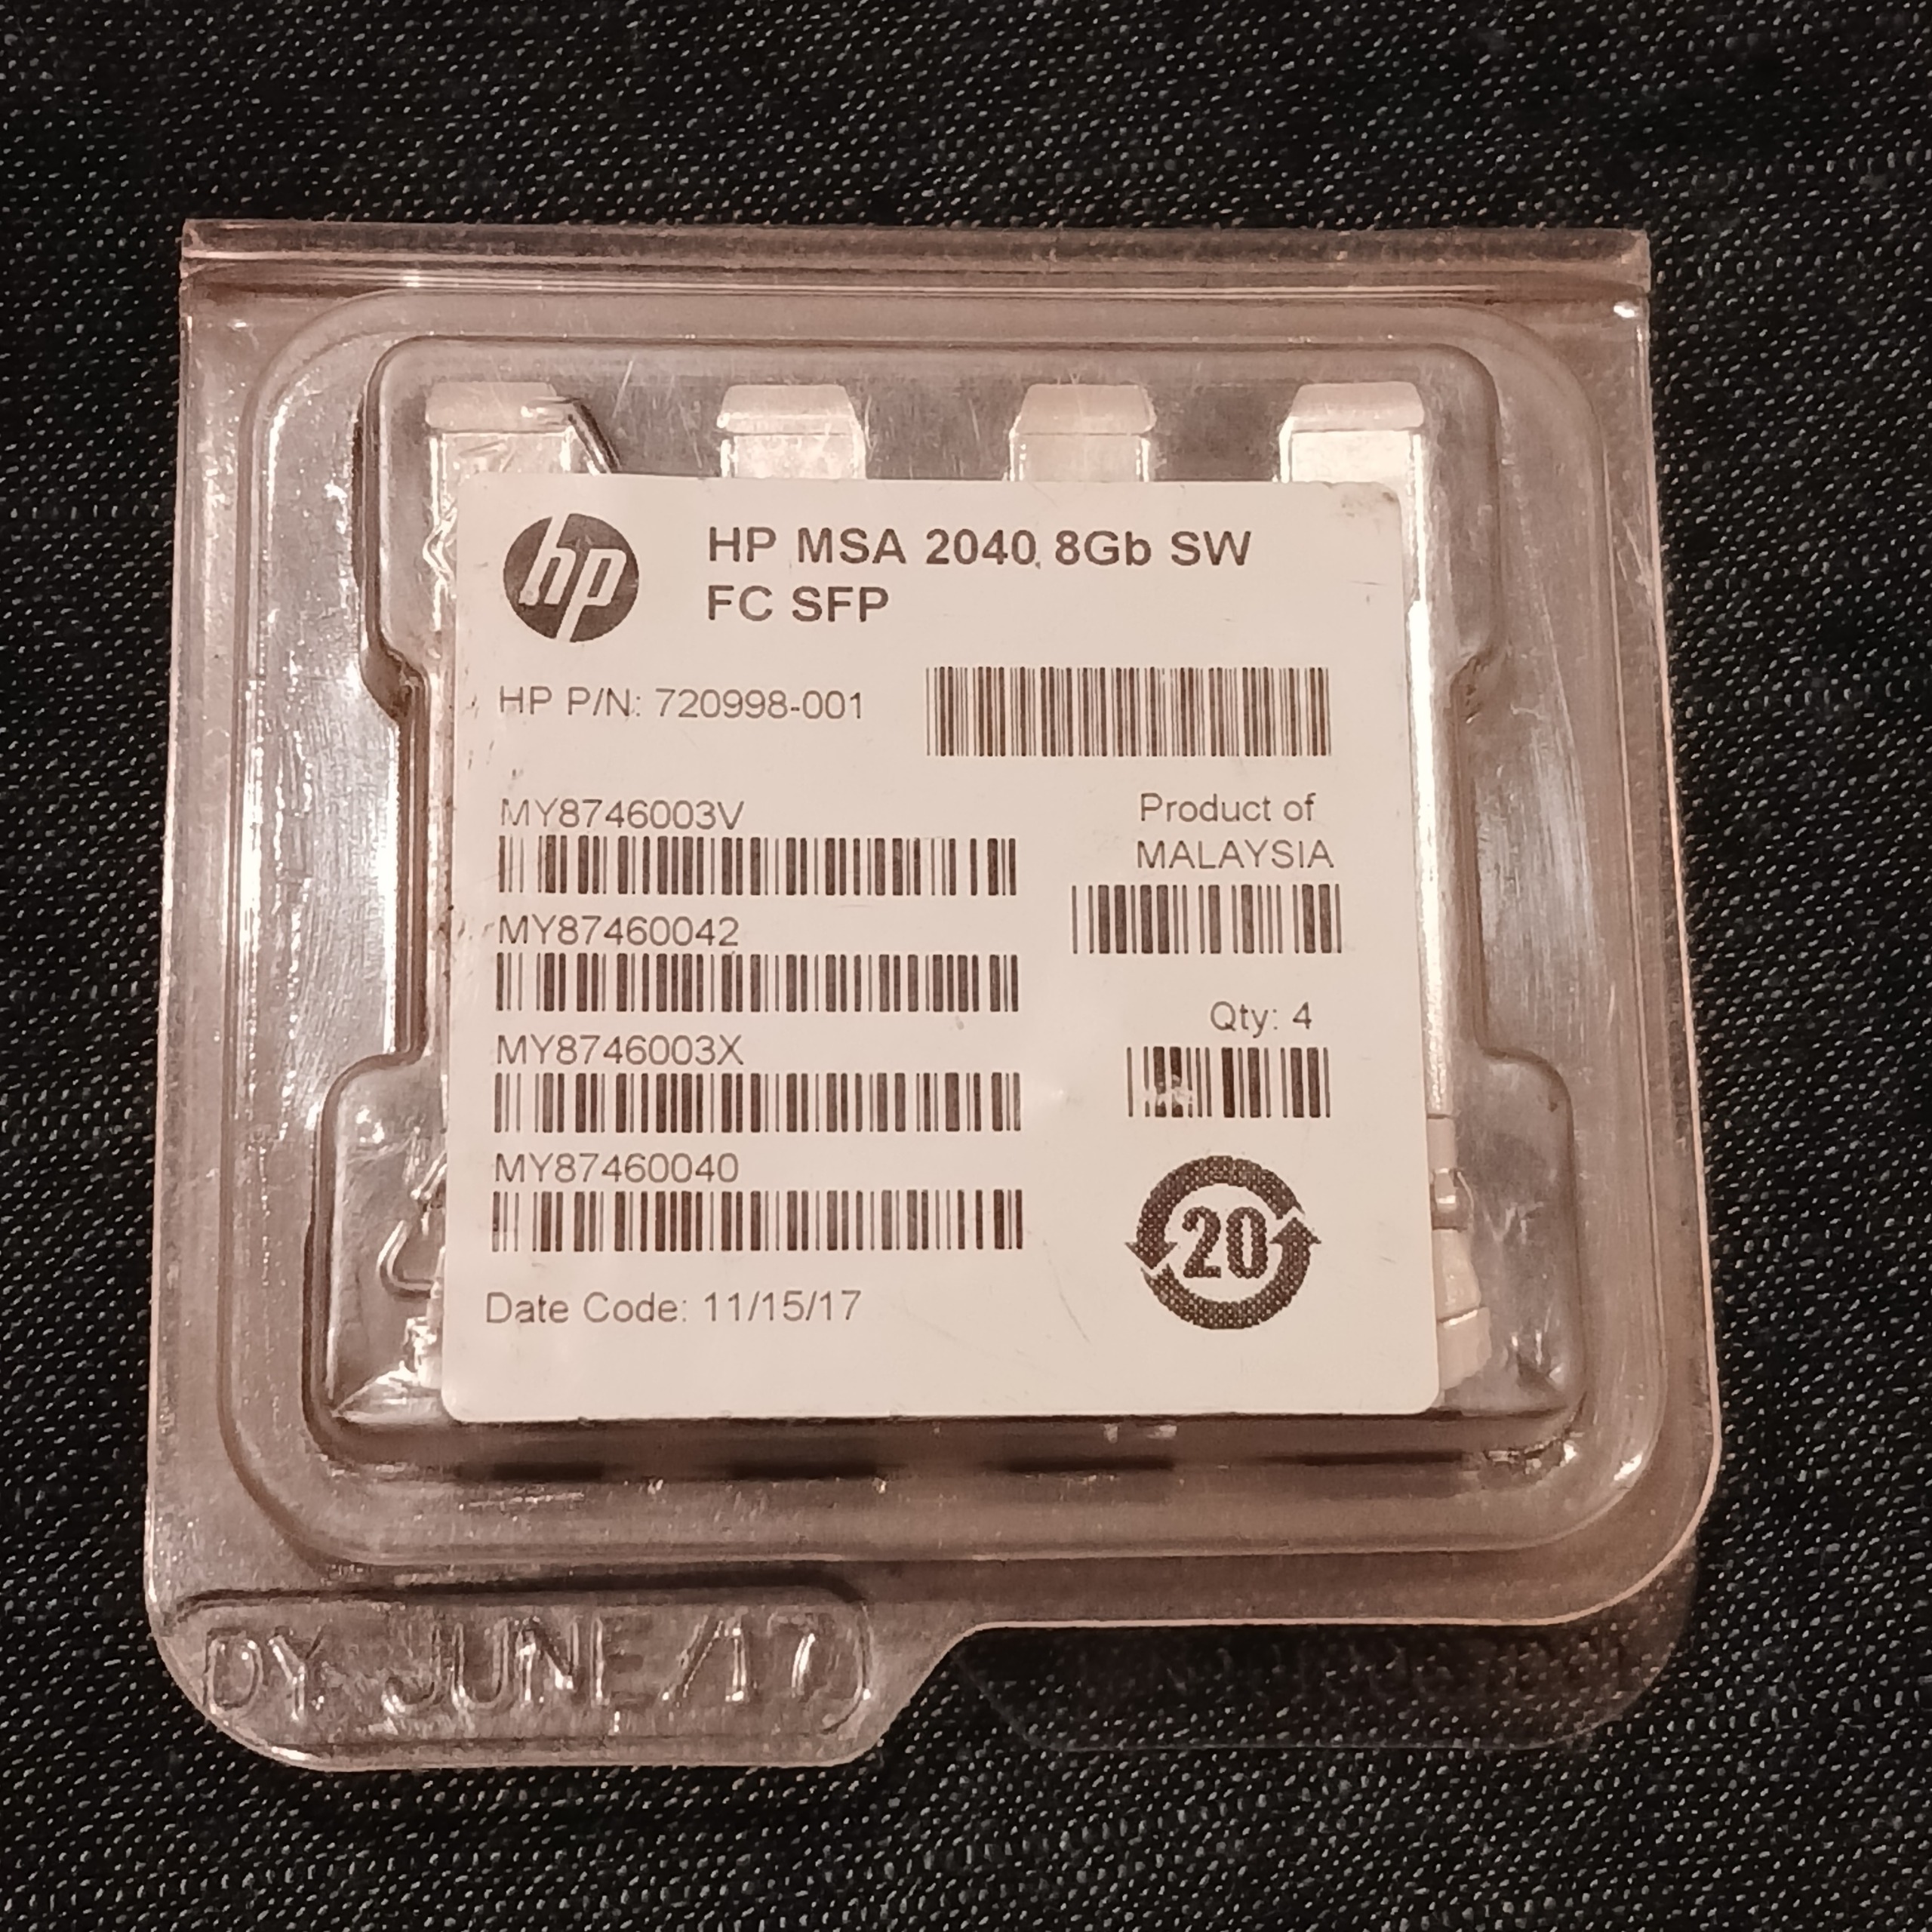 hp
HP MSA 2040 8Gb SW
FC SFP
HP P/N: 720998-001
MY8746003V
Product of
MALAYSIA
MY87460042
Qty: 4
MY8746003X
MY87460040
20
Date Code: 11/15/17
DY JUNE/17